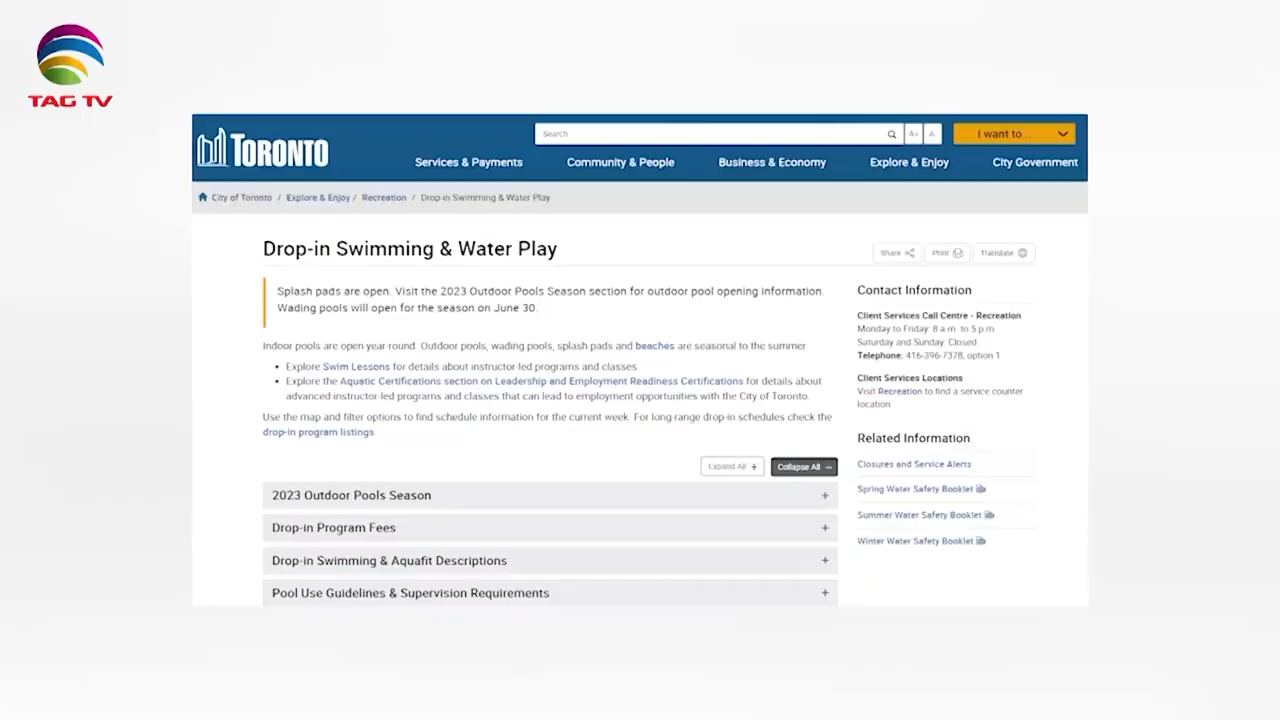 TAG TV
TORONTO
Search
A+
A-
I want to...
Services & Payments
Community & People
Business & Economy
Explore & Enjoy
City Government
City of Toronto / Explore & Enjoy / Recreation / Drop-in Swimming & Water Play
Drop-in Swimming & Water Play
Share
Print
Translate
Splash pads are open. Visit the 2023 Outdoor Pools Season section for outdoor pool opening information.
Wading pools will open for the season on June 30.
Indoor pools are open year-round. Outdoor pools, wading pools, splash pads and beaches are seasonal to the summer
• Explore Swim Lessons for details about instructor-led programs and classes.
• Explore the Aquatic Certifications section on Leadership and Employment Readiness Certifications for details about
advanced instructor-led programs and classes that can lead to employment opportunities with the City of Toronto.
Use the map and filter options to find schedule information for the current week. For long-range drop-in schedules check the
drop-in program listings
Expand All +
Collapse All −
2023 Outdoor Pools Season +
Drop-in Program Fees +
Drop-in Swimming & Aquafit Descriptions +
Pool Use Guidelines & Supervision Requirements +
Contact Information
Client Services Call Centre - Recreation
Monday to Friday: 8 a.m. to 5 p.m.
Saturday and Sunday: Closed
Telephone: 416-396-7378, option 1
Client Services Locations
Visit Recreation to find a service counter
location
Related Information
Closures and Service Alerts
Spring Water Safety Booklet
Summer Water Safety Booklet
Winter Water Safety Booklet